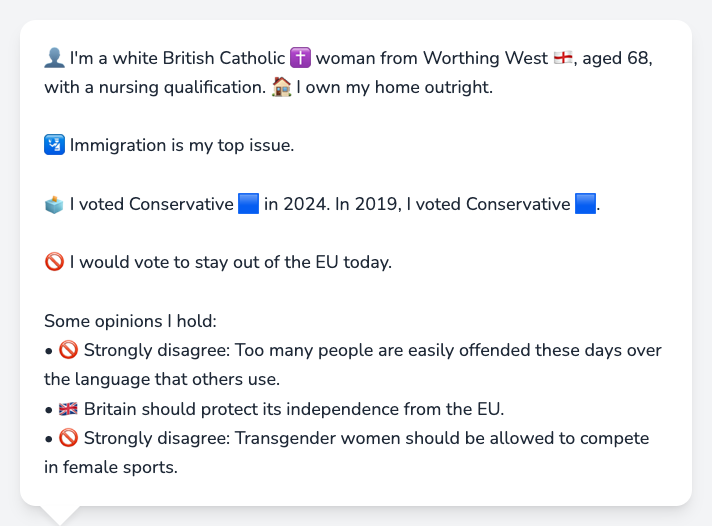 👤 I'm a white British Catholic ✝️ woman from Worthing West 🏴󠁧󠁢󠁥󠁮󠁧󠁿, aged 68,
with a nursing qualification. 🏠 I own my home outright.
🛂 Immigration is my top issue.
🗳️ I voted Conservative 🟦 in 2024. In 2019, I voted Conservative 🟦.
🚫 I would vote to stay out of the EU today.
Some opinions I hold:
• 🚫 Strongly disagree: Too many people are easily offended these days over
the language that others use.
• 🇬🇧 Britain should protect its independence from the EU.
• 🚫 Strongly disagree: Transgender women should be allowed to compete
in female sports.